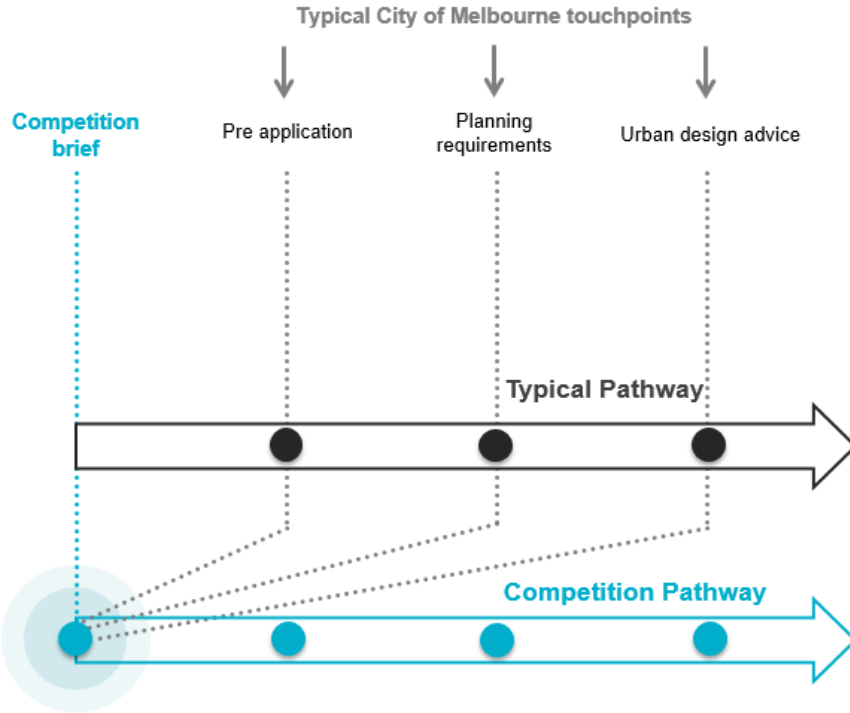 Typical City of Melbourne touchpoints
Competition
brief
Pre application
Planning
requirements
Urban design advice
Typical Pathway
Competition Pathway